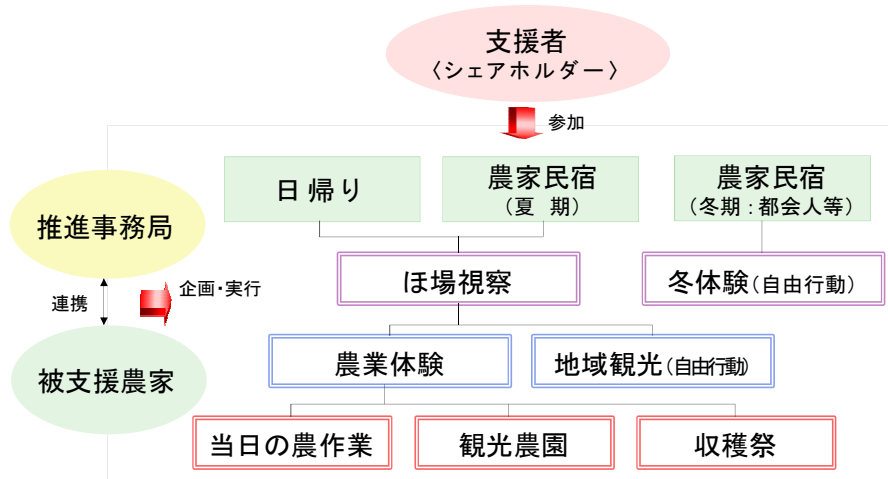 支援者
〈シェアホルダー〉
参加
日帰り
農家民宿
(夏 期)
農家民宿
(冬期:都会人等)
推進事務局
連携
企画・実行
被支援農家
ほ場視察
冬体験(自由行動)
農業体験
地域観光(自由行動)
当日の農作業
観光農園
収穫祭